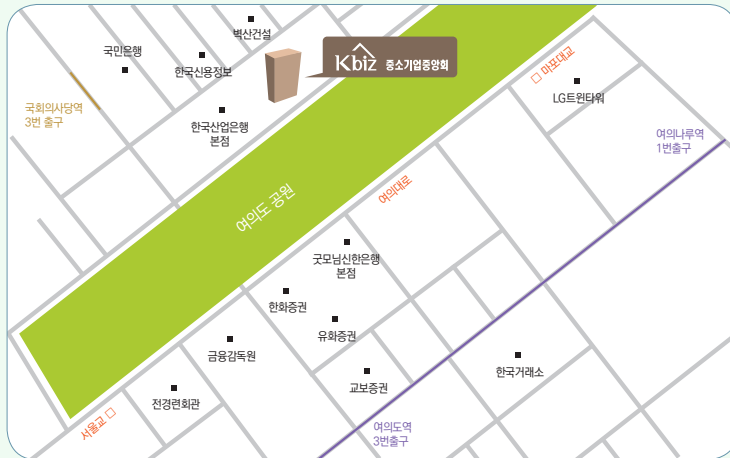 벽산건설
국민은행
한국신용정보
Kbiz 중소기업중앙회
마포대교
LG트윈타워
국회의사당역
3번 출구
한국산업은행
본점
여의나루역
1번출구
여의도 공원
여의대로
굿모닝신한은행
본점
한화증권
유화증권
금융감독원
한국거래소
교보증권
전경련회관
서울교
여의도역
3번출구